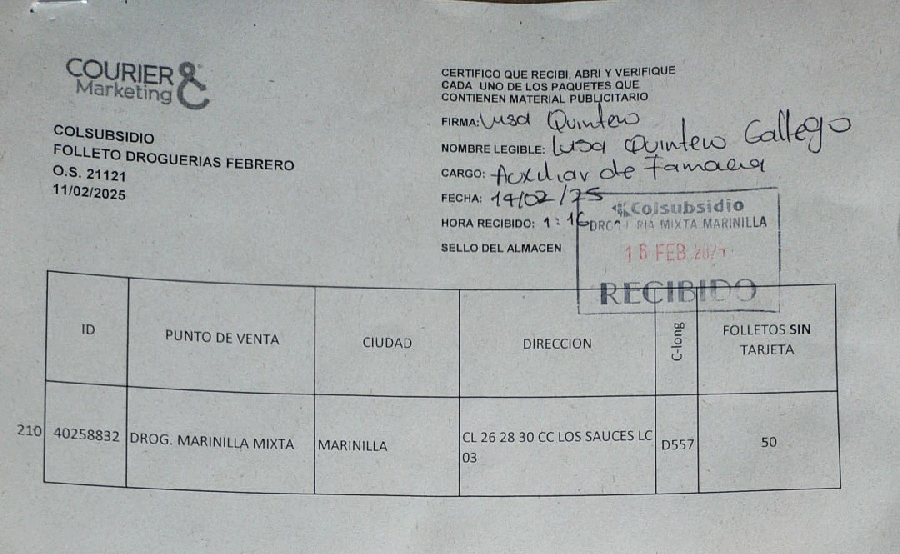 COURIER & Marketing
COLSUBSIDIO
FOLLETO DROGUERIAS FEBRERO
O.S. 21121
11/02/2025
CERTIFICO QUE RECIBI, ABRI Y VERIFIQUE
CADA UNO DE LOS PAQUETES QUE
CONTIENEN MATERIAL PUBLICITARIO
FIRMA: Luisa Quintero
NOMBRE LEGIBLE: Luisa Quintero Gallego
CARGO: Auxiliar de Farmacia
FECHA: 14/02/25
HORA RECIBIDO: 1:16
SELLO DEL ALMACEN
Colsubsidio
MIXTA MARINILLA
FEB
RECIBIDO
ID
PUNTO DE VENTA
CIUDAD
DIRECCION
C-long
FOLLETOS SIN
TARJETA
210
40258832
DROG. MARINILLA MIXTA
MARINILLA
CL 26 28 30 CC LOS SAUCES LC
03
D557
50